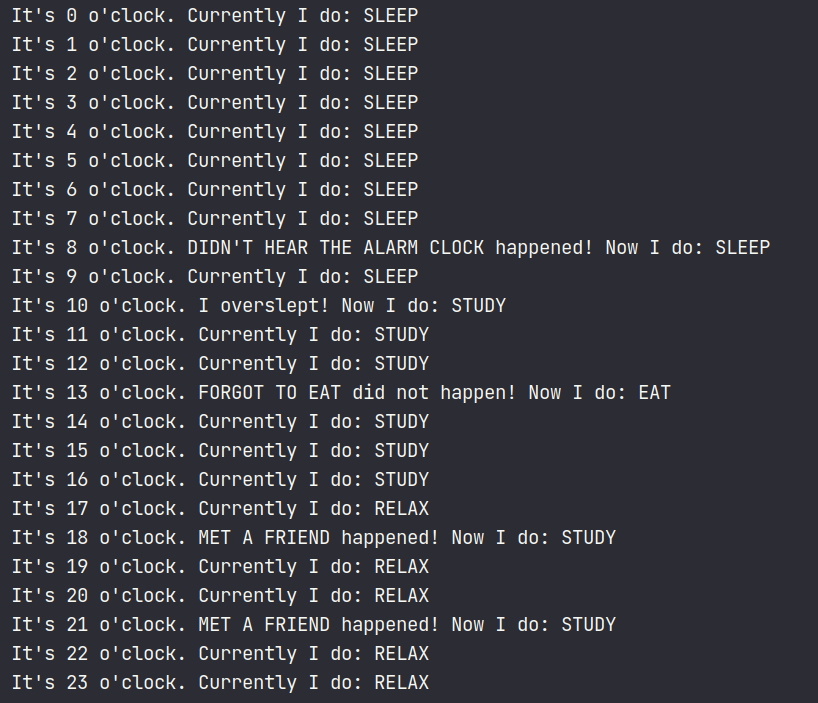 It's 0 o'clock. Currently I do: SLEEP
It's 1 o'clock. Currently I do: SLEEP
It's 2 o'clock. Currently I do: SLEEP
It's 3 o'clock. Currently I do: SLEEP
It's 4 o'clock. Currently I do: SLEEP
It's 5 o'clock. Currently I do: SLEEP
It's 6 o'clock. Currently I do: SLEEP
It's 7 o'clock. Currently I do: SLEEP
It's 8 o'clock. DIDN'T HEAR THE ALARM CLOCK happened! Now I do: SLEEP
It's 9 o'clock. Currently I do: SLEEP
It's 10 o'clock. I overslept! Now I do: STUDY
It's 11 o'clock. Currently I do: STUDY
It's 12 o'clock. Currently I do: STUDY
It's 13 o'clock. FORGOT TO EAT did not happen! Now I do: EAT
It's 14 o'clock. Currently I do: STUDY
It's 15 o'clock. Currently I do: STUDY
It's 16 o'clock. Currently I do: STUDY
It's 17 o'clock. Currently I do: RELAX
It's 18 o'clock. MET A FRIEND happened! Now I do: STUDY
It's 19 o'clock. Currently I do: RELAX
It's 20 o'clock. Currently I do: RELAX
It's 21 o'clock. MET A FRIEND happened! Now I do: STUDY
It's 22 o'clock. Currently I do: RELAX
It's 23 o'clock. Currently I do: RELAX